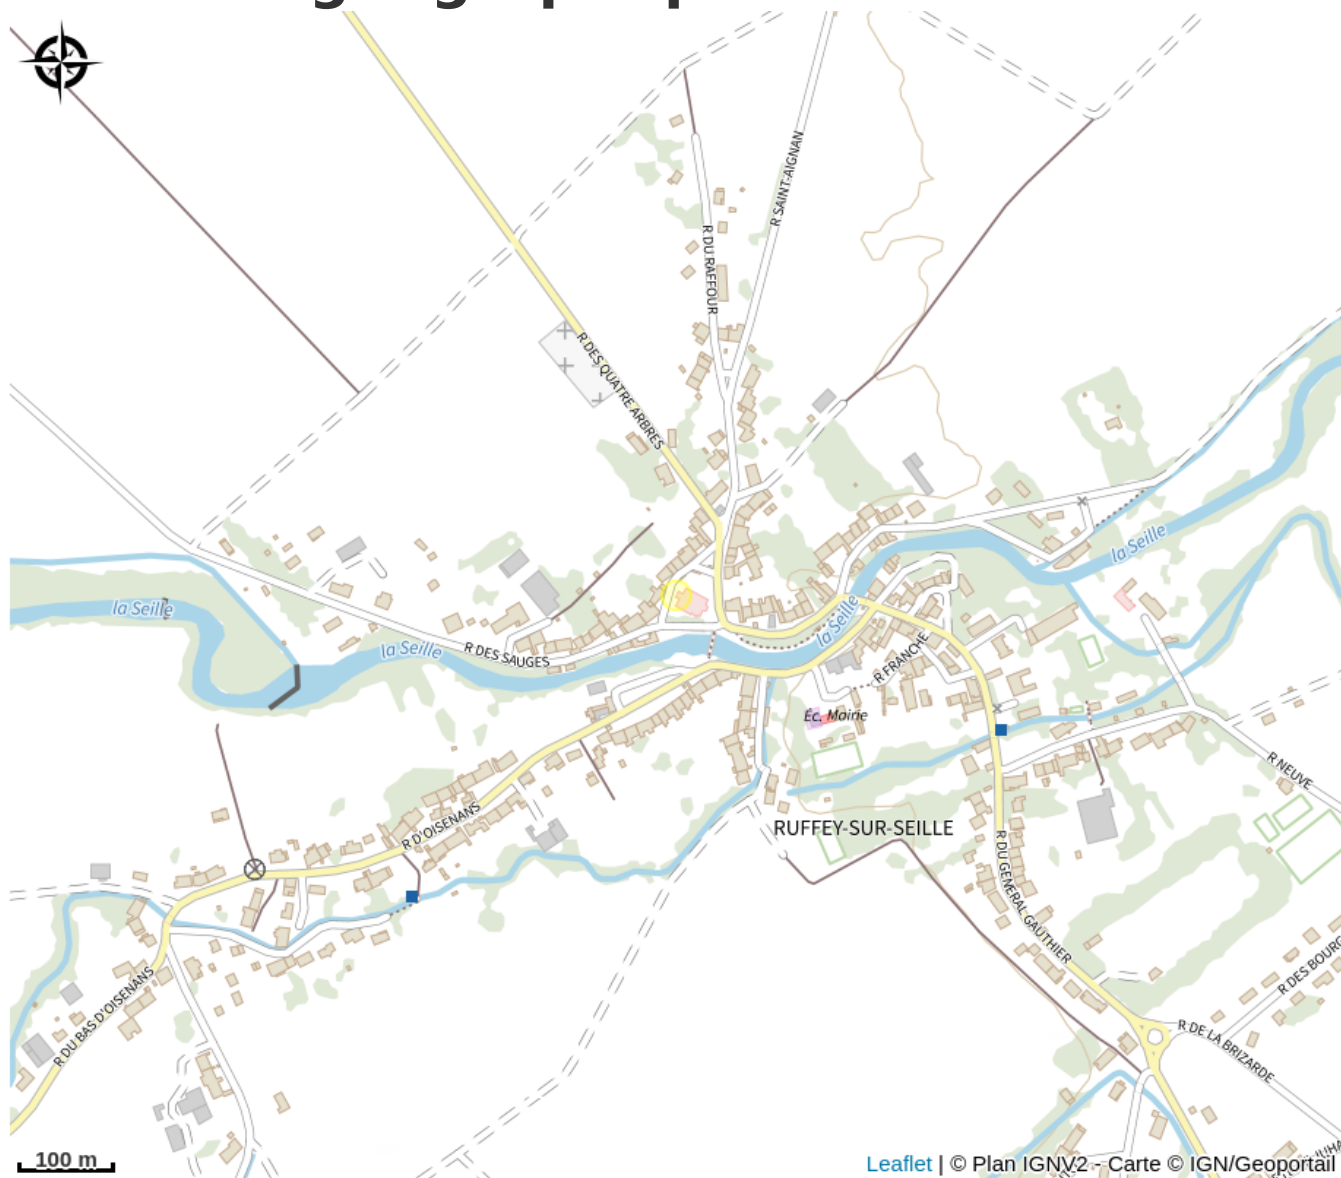 R SAINT-AIGNAN
R DU RAFFOUR
R DES QUATRE ARBRES
la Seille
la Seille
la Seille
la Seille
R DES SAUGES
R FRANCHE
Éc. Mairie
R NEUVE
R D'OISENANS
RUFFEY-SUR-SEILLE
R DU GENERAL GAUTHIER
R DES BOURG
R DU BAS D'OISENANS
R DE LA BRIZARDE
100 m
Leaflet | © Plan IGNV2 - Carte © IGN/Geoportail